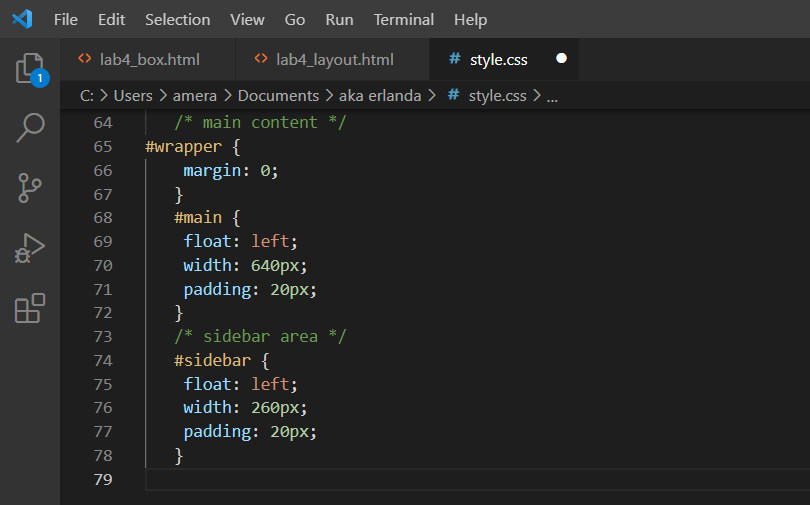 File Edit Selection View Go Run Terminal Help
<> lab4_box.html <> lab4_layout.html # style.css
C: > Users > amera > Documents > aka erlanda > # style.css > ...
1
64 /* main content */
65 #wrapper {
66 margin: 0;
67 }
68 #main {
69 float: left;
70 width: 640px;
71 padding: 20px;
72 }
73 /* sidebar area */
74 #sidebar {
75 float: left;
76 width: 260px;
77 padding: 20px;
78 }
79